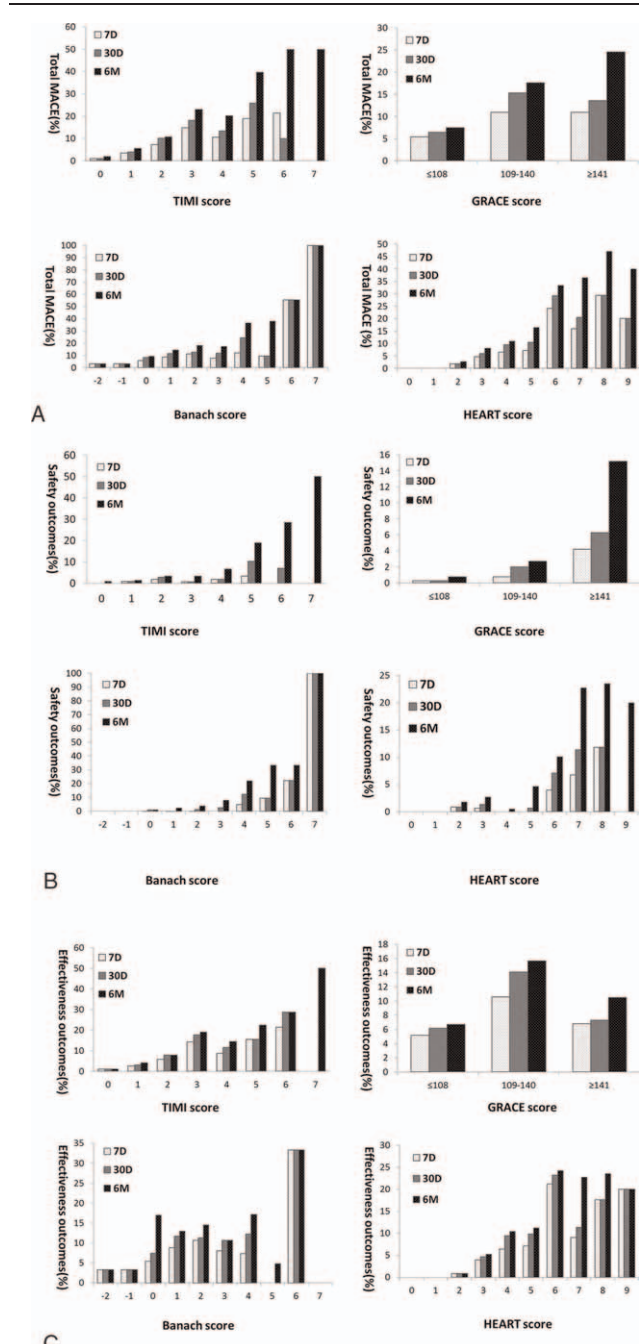 Total MACE(%)
60
50
40
30
20
10
0
7D
30D
6M
0 1 2 3 4 5 6 7
TIMI score
Total MACE(%)
30
25
20
15
10
5
0
7D
30D
6M
≤108 109-140 ≥141
GRACE score
Total MACE(%)
100
90
80
70
60
50
40
30
20
10
0
7D
30D
6M
-2 -1 0 1 2 3 4 5 6 7
Banach score
Total MACE (%)
50
45
40
35
30
25
20
15
10
5
0
7D
30D
6M
0 1 2 3 4 5 6 7 8 9
HEART score
A
Safety outcomes(%)
60
50
40
30
20
10
0
7D
30D
6M
0 1 2 3 4 5 6 7
TIMI score
Safety outcome(%)
16
14
12
10
8
6
4
2
0
7D
30D
6M
≤108 109-140 ≥141
GRACE score
Safety outcomes(%)
100
90
80
70
60
50
40
30
20
10
0
7D
30D
6M
-2 -1 0 1 2 3 4 5 6 7
Banach score
Safety outcomes(%)
25
20
15
10
5
0
7D
30D
6M
0 1 2 3 4 5 6 7 8 9
HEART score
B
Effectiveness outcomes(%)
60
50
40
30
20
10
0
7D
30D
6M
0 1 2 3 4 5 6 7
TIMI score
Effectiveness outcomes(%)
18
16
14
12
10
8
6
4
2
0
7D
30D
6M
≤108 109-140 ≥141
GRACE score
Effectiveness outcomes(%)
35
30
25
20
15
10
5
0
7D
30D
6M
-2 -1 0 1 2 3 4 5 6 7
Banach score
Effectiveness outcomes(%)
30
25
20
15
10
5
0
7D
30D
6M
0 1 2 3 4 5 6 7 8 9
HEART score
C